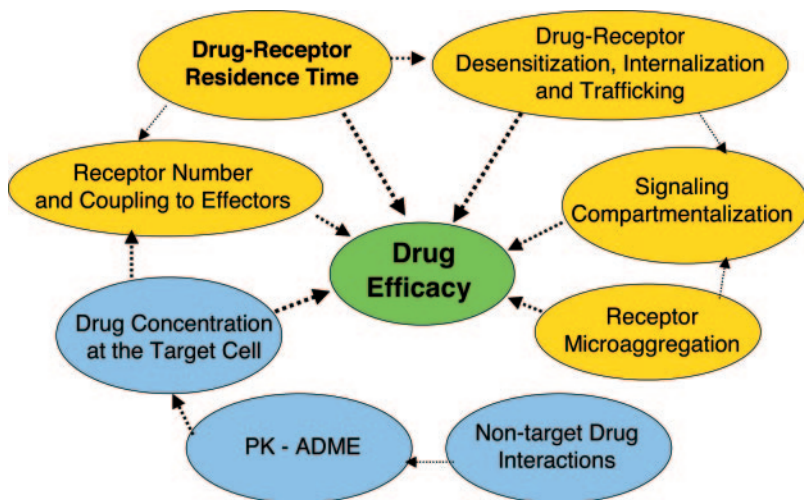 Drug-Receptor
Residence Time
Drug-Receptor
Desensitization, Internalization
and Trafficking
Receptor Number
and Coupling to Effectors
Signaling
Compartmentalization
Drug
Efficacy
Drug Concentration
at the Target Cell
Receptor
Microaggregation
PK - ADME
Non-target Drug
Interactions